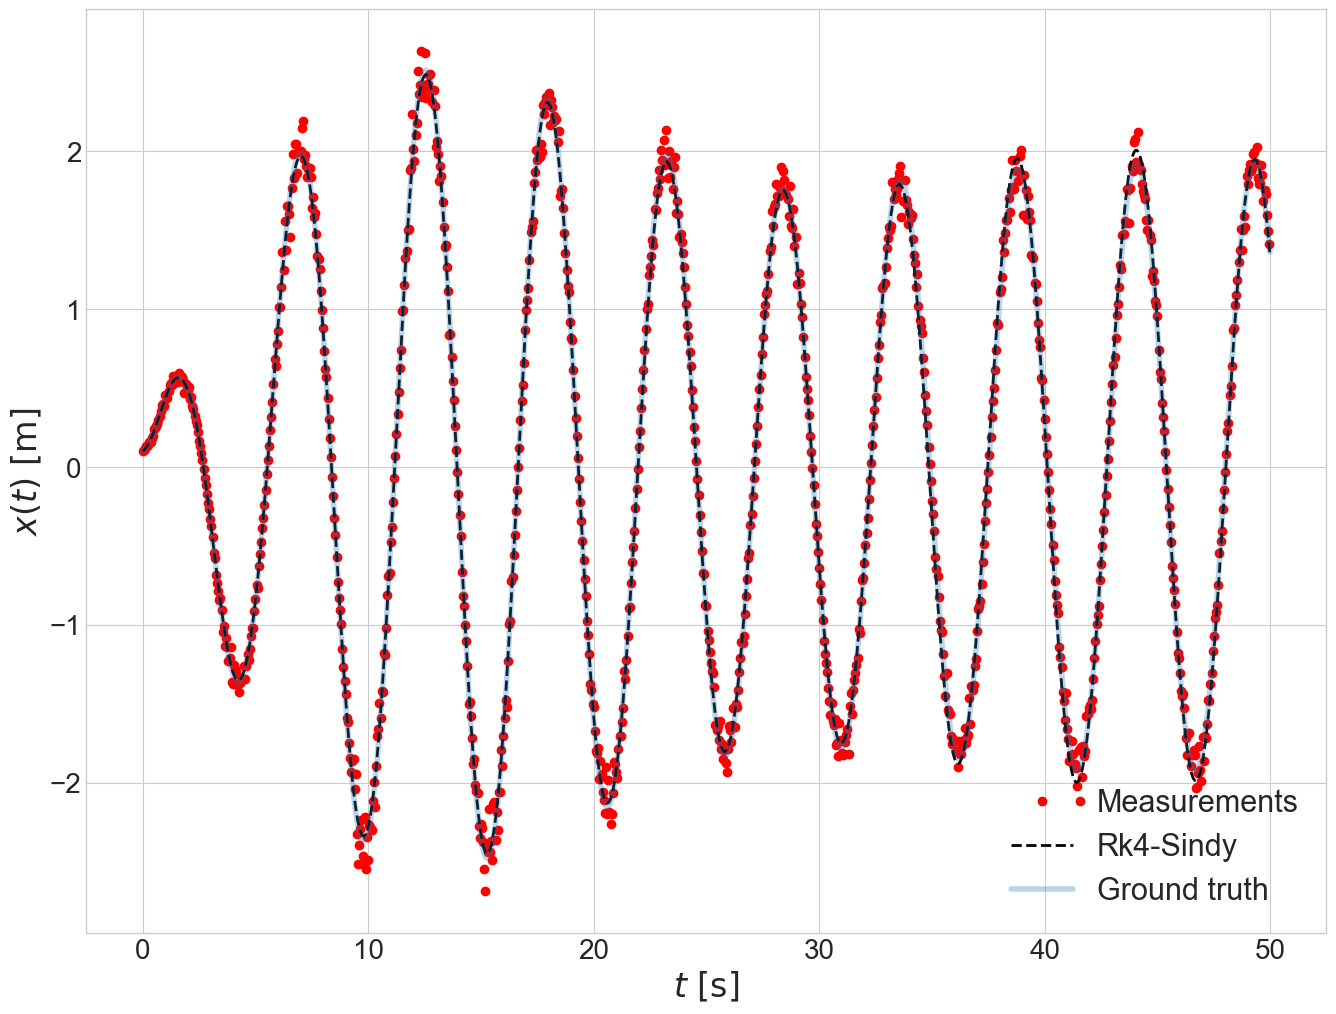 2
1
0
−1
−2
x(t) [m]
Measurements
Rk4-Sindy
Ground truth
0 10 20 30 40 50
t [s]